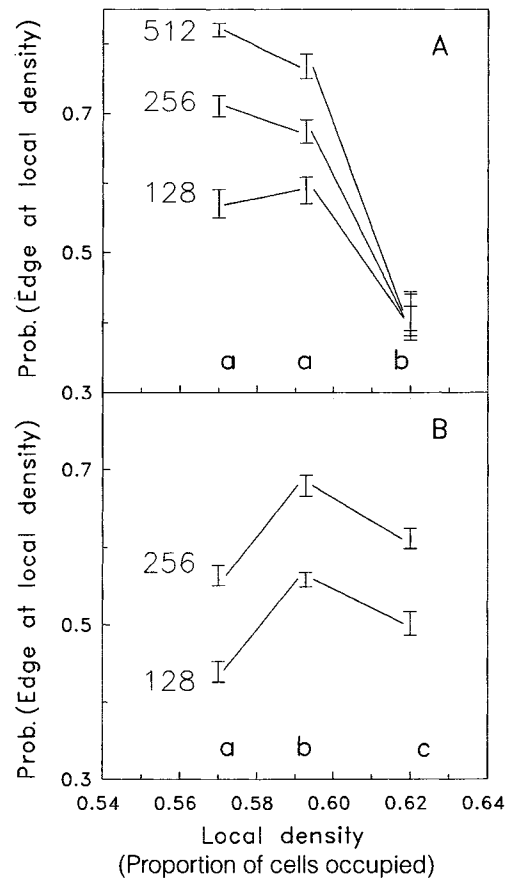 A
512
0.7
256
128
0.5
a a b
0.3
Prob.(Edge at local density)
B
0.7
256
0.5
128
a b c
0.3
Prob.(Edge at local density)
0.54 0.56 0.58 0.60 0.62 0.64
Local density
(Proportion of cells occupied)